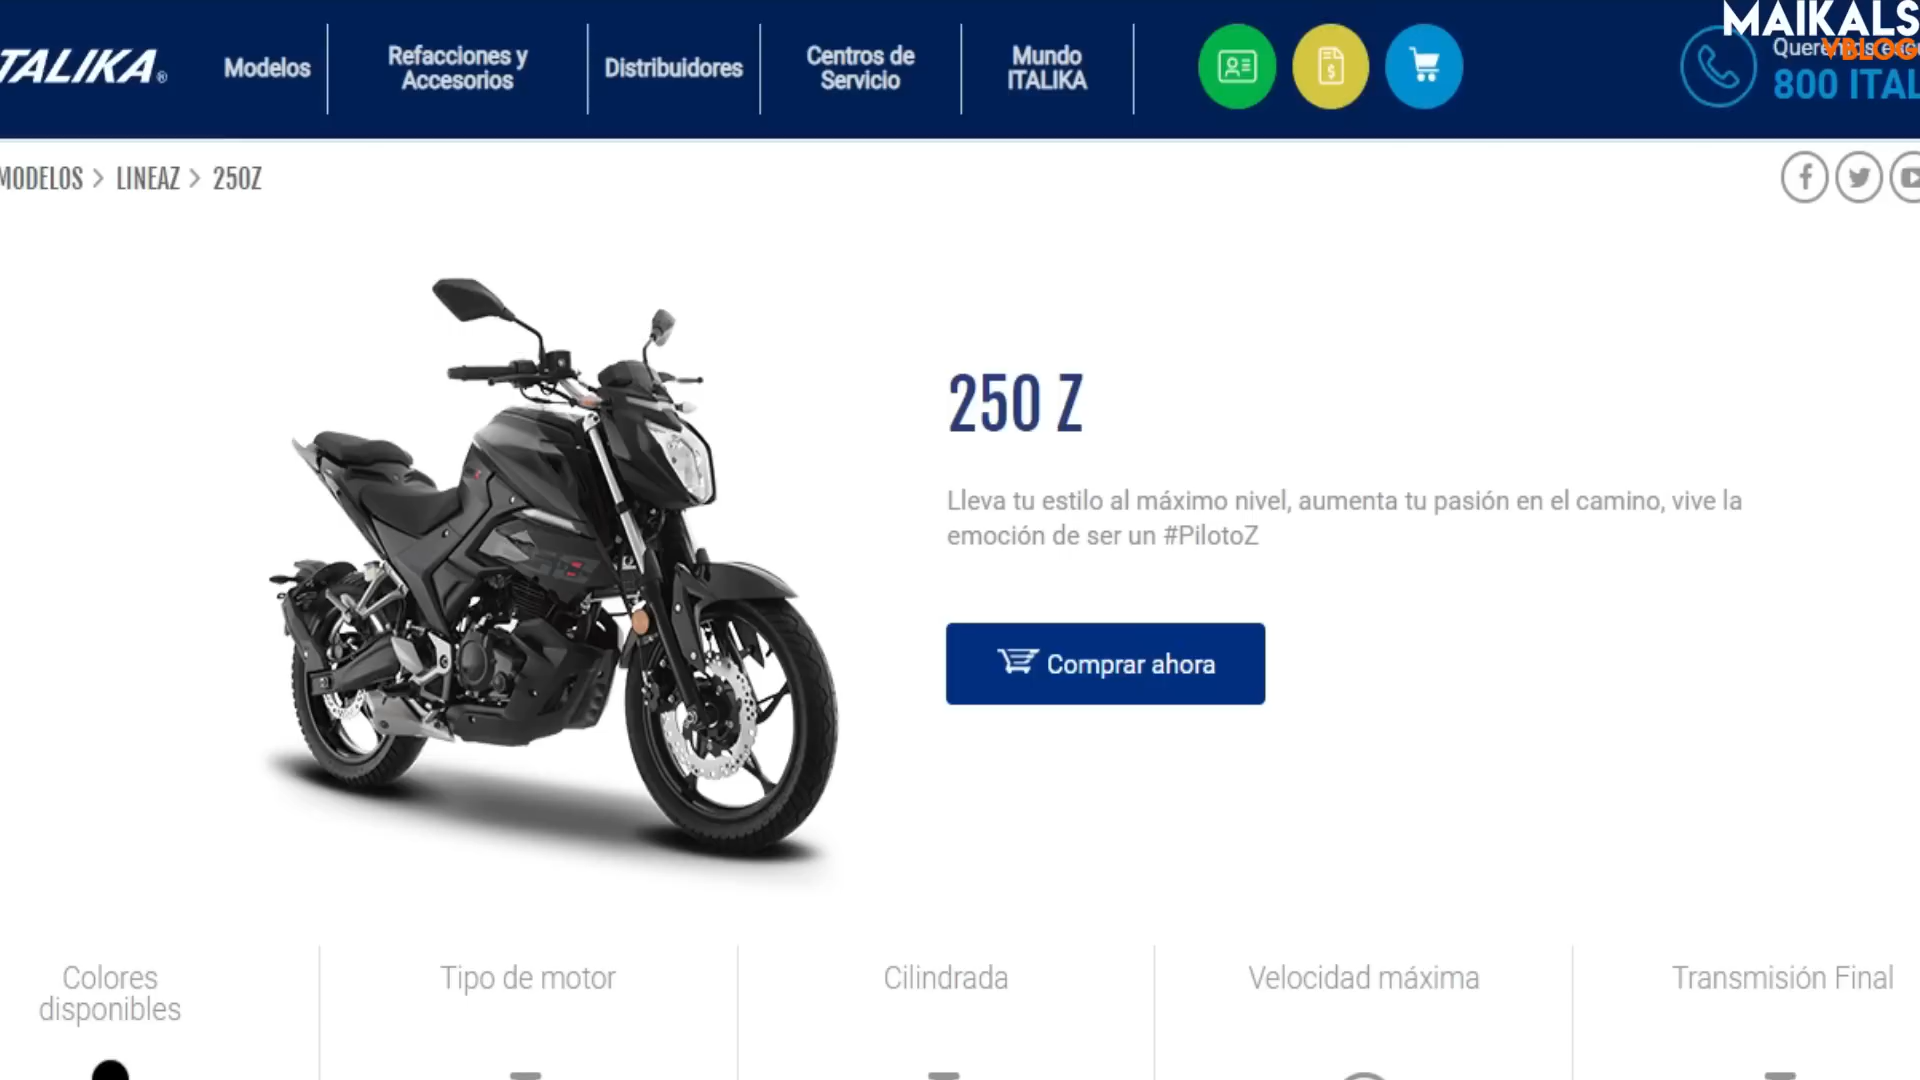 TALIKA®
Modelos
Refacciones y
Accesorios
Distribuidores
Centros de
Servicio
Mundo
ITALIKA
MAIKALS
VBLOG
800 ITAL
MODELOS > LINEAZ > 250Z
250 Z
Lleva tu estilo al máximo nivel, aumenta tu pasión en el camino, vive la
emoción de ser un #PilotoZ
Comprar ahora
Colores
disponibles
Tipo de motor
Cilindrada
Velocidad máxima
Transmisión Final